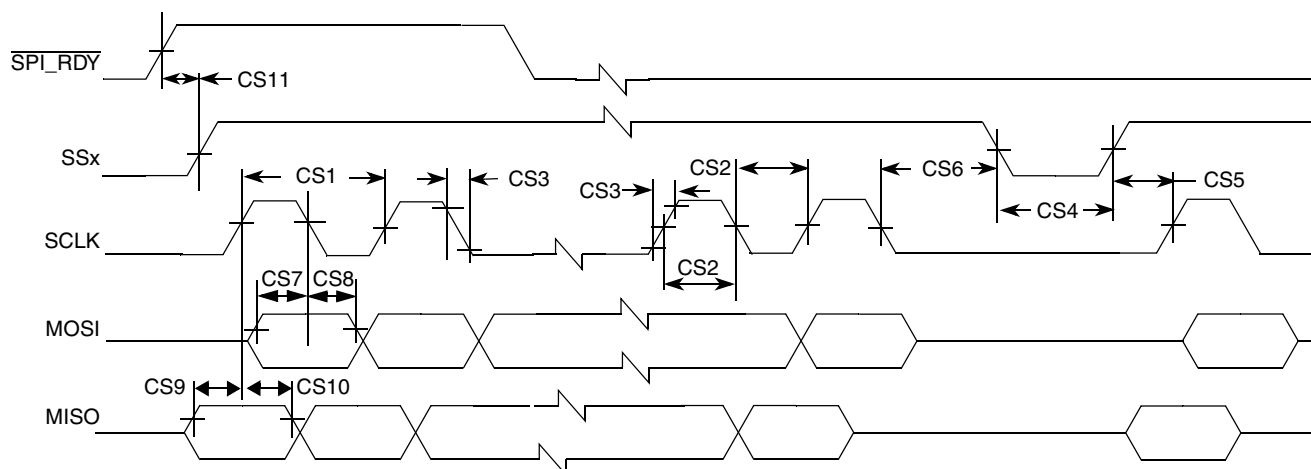 SPI_RDY
CS11
SSx
CS1
CS3
CS3
CS2
CS6
CS5
CS4
SCLK
CS2
CS7
CS8
MOSI
CS9
CS10
MISO